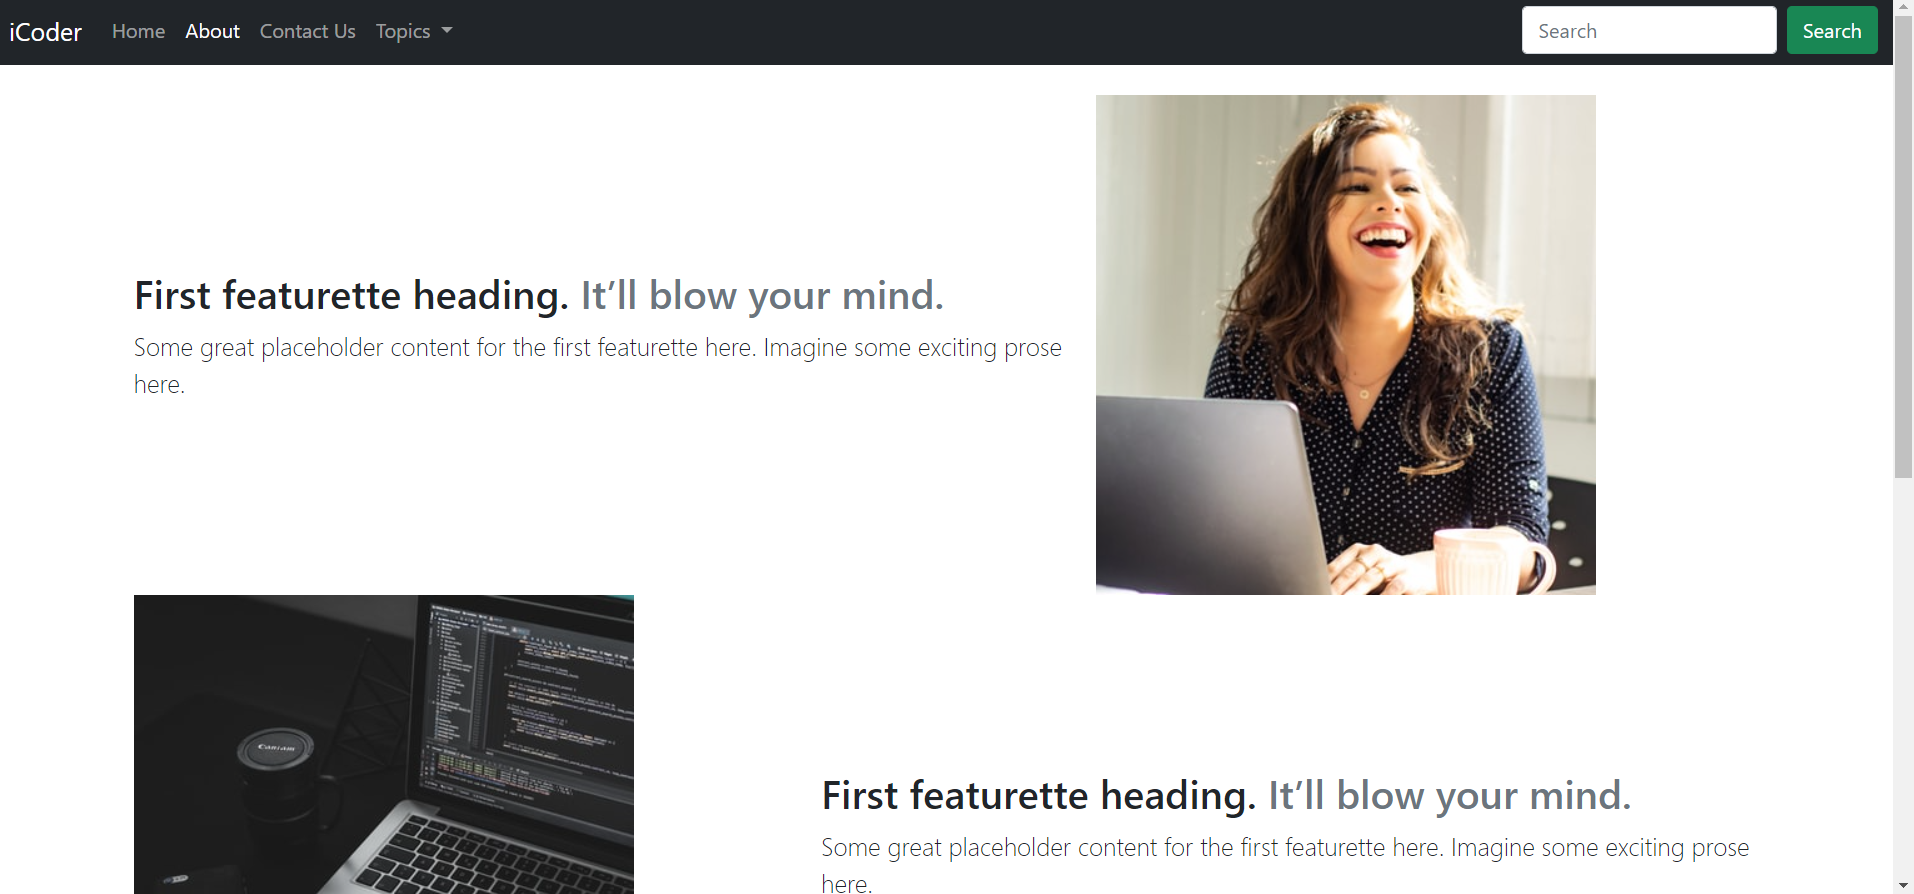 iCoder Home About Contact Us Topics Search Search
First featurette heading. It’ll blow your mind.
Some great placeholder content for the first featurette here. Imagine some exciting prose
here.
First featurette heading. It’ll blow your mind.
Some great placeholder content for the first featurette here. Imagine some exciting prose
here.